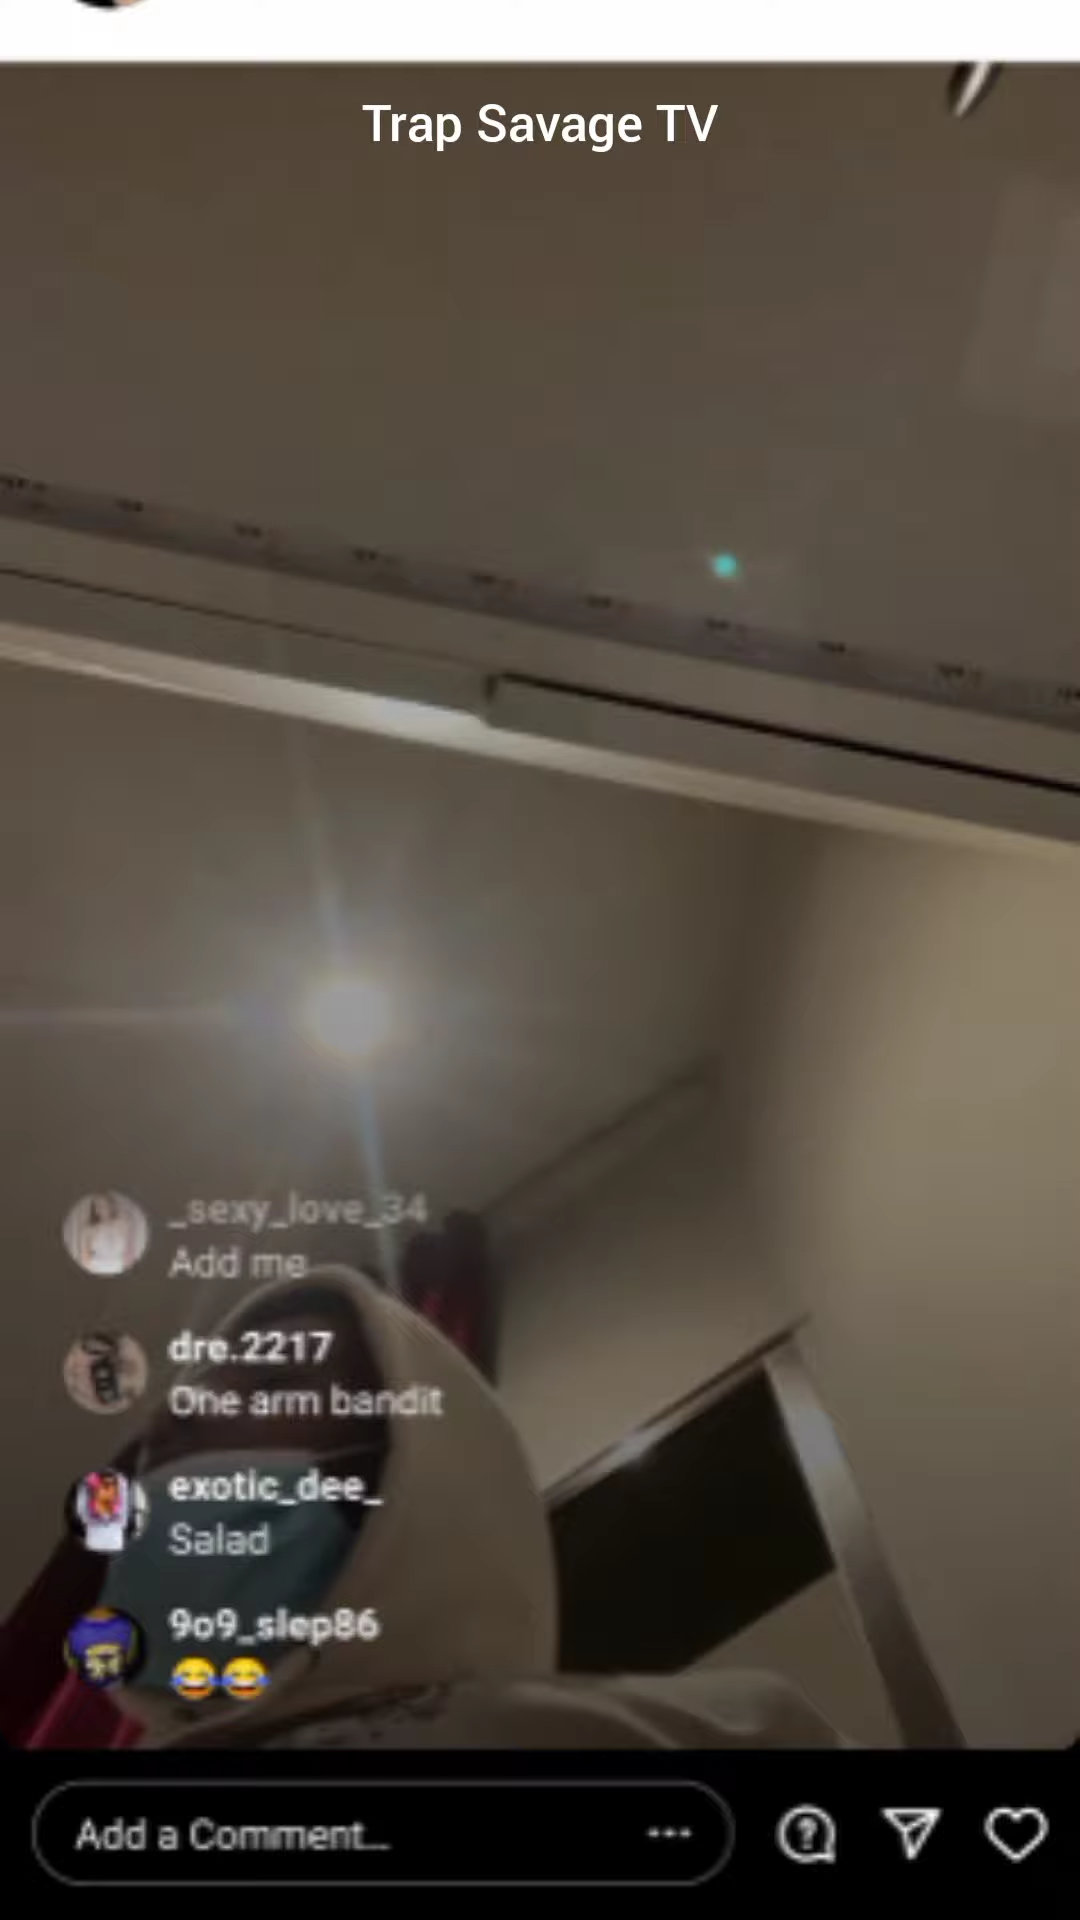 Trap Savage TV
_sexy_love_34
Add me
dre.2217
One arm bandit
exotic_dee_
Salad
9o9_slep86
😂😂
Add a Comment...